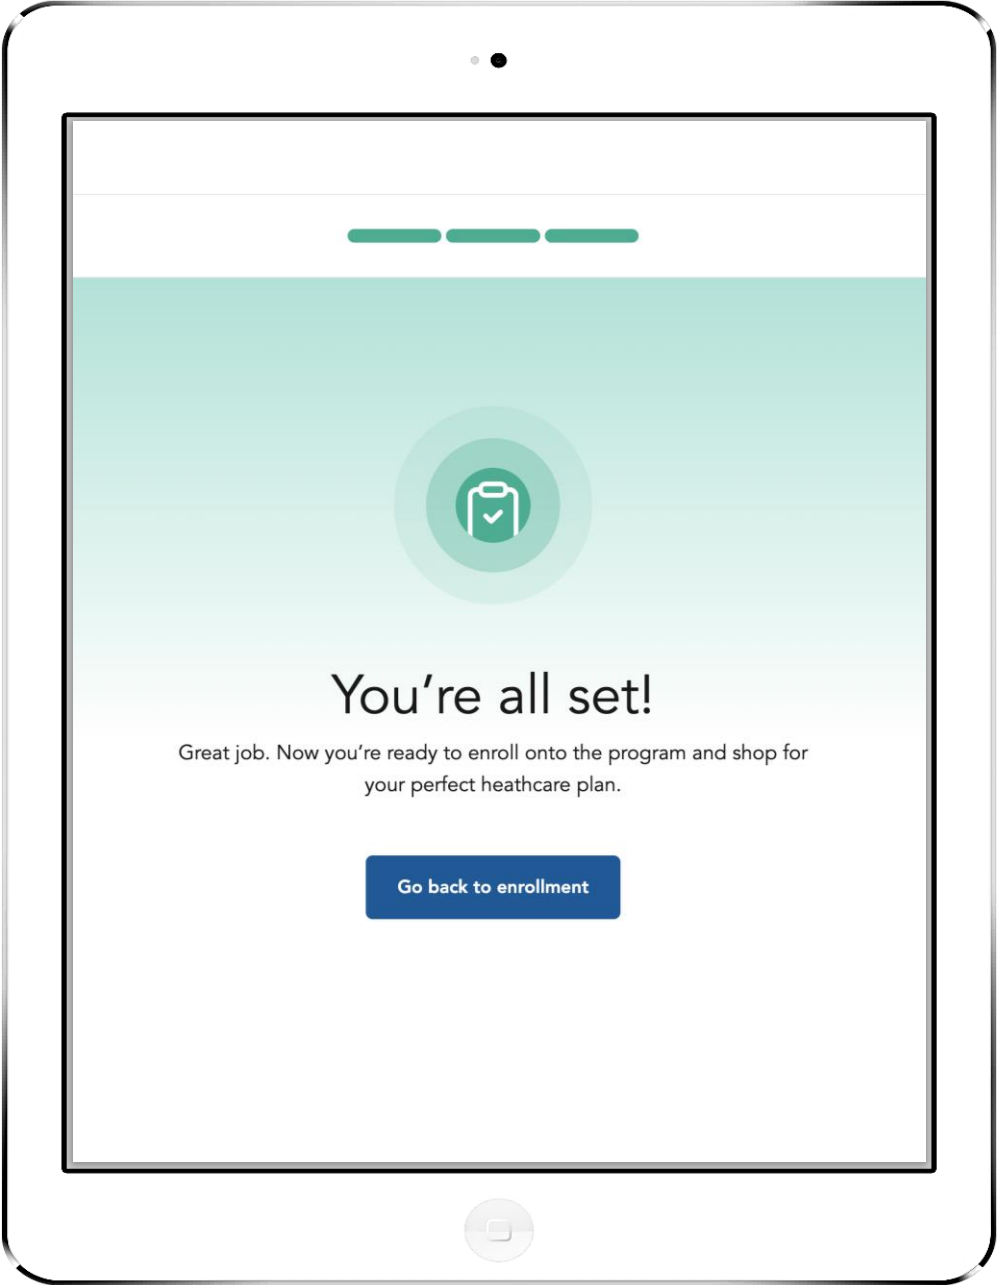 You’re all set!
Great job. Now you’re ready to enroll onto the program and shop for
your perfect heathcare plan.
Go back to enrollment